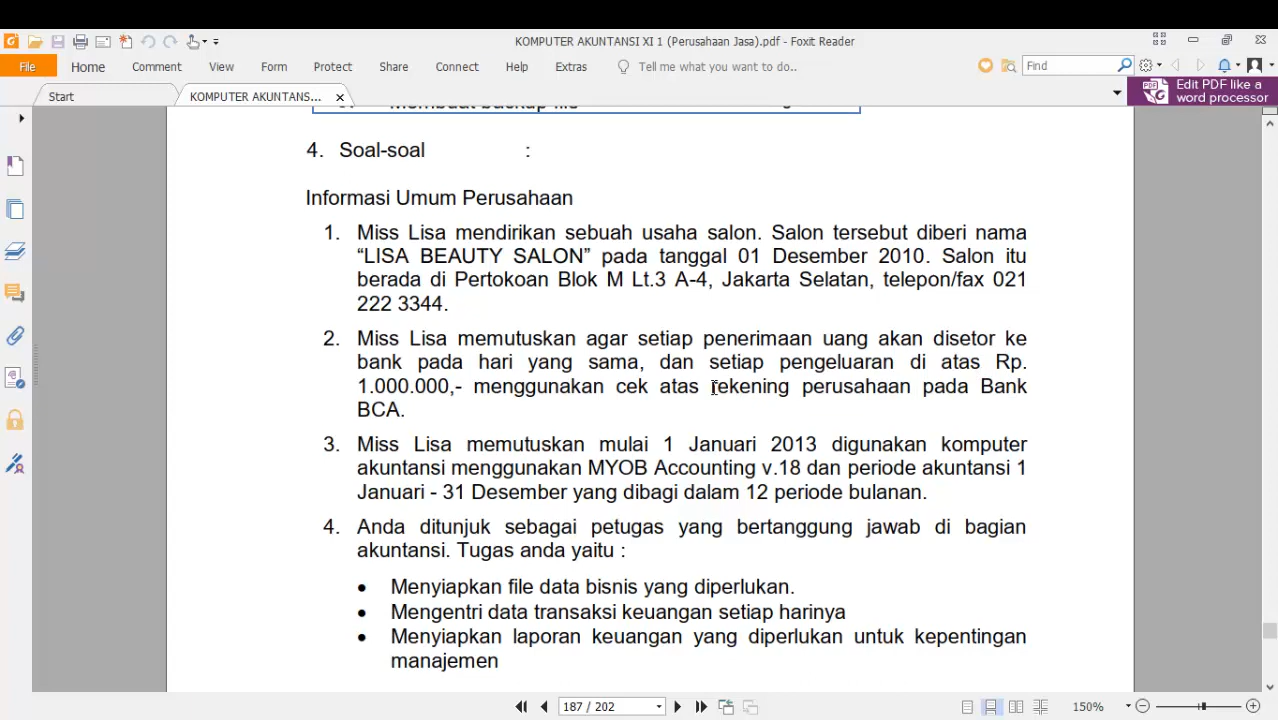 KOMPUTER AKUNTANSI XI 1 (Perusahaan Jasa).pdf - Foxit Reader
File Home Comment View Form Protect Share Connect Help Extras Tell me what you want to do.. Find
Start KOMPUTER AKUNTANS...
Edit PDF like a
word processor
Membuat backup file
4. Soal-soal :
Informasi Umum Perusahaan
1. Miss Lisa mendirikan sebuah usaha salon. Salon tersebut diberi nama
“LISA BEAUTY SALON” pada tanggal 01 Desember 2010. Salon itu
berada di Pertokoan Blok M Lt.3 A-4, Jakarta Selatan, telepon/fax 021
222 3344.
2. Miss Lisa memutuskan agar setiap penerimaan uang akan disetor ke
bank pada hari yang sama, dan setiap pengeluaran di atas Rp.
1.000.000,- menggunakan cek atas rekening perusahaan pada Bank
BCA.
3. Miss Lisa memutuskan mulai 1 Januari 2013 digunakan komputer
akuntansi menggunakan MYOB Accounting v.18 dan periode akuntansi 1
Januari - 31 Desember yang dibagi dalam 12 periode bulanan.
4. Anda ditunjuk sebagai petugas yang bertanggung jawab di bagian
akuntansi. Tugas anda yaitu :
• Menyiapkan file data bisnis yang diperlukan.
• Mengentri data transaksi keuangan setiap harinya
• Menyiapkan laporan keuangan yang diperlukan untuk kepentingan
manajemen
187 / 202
150%